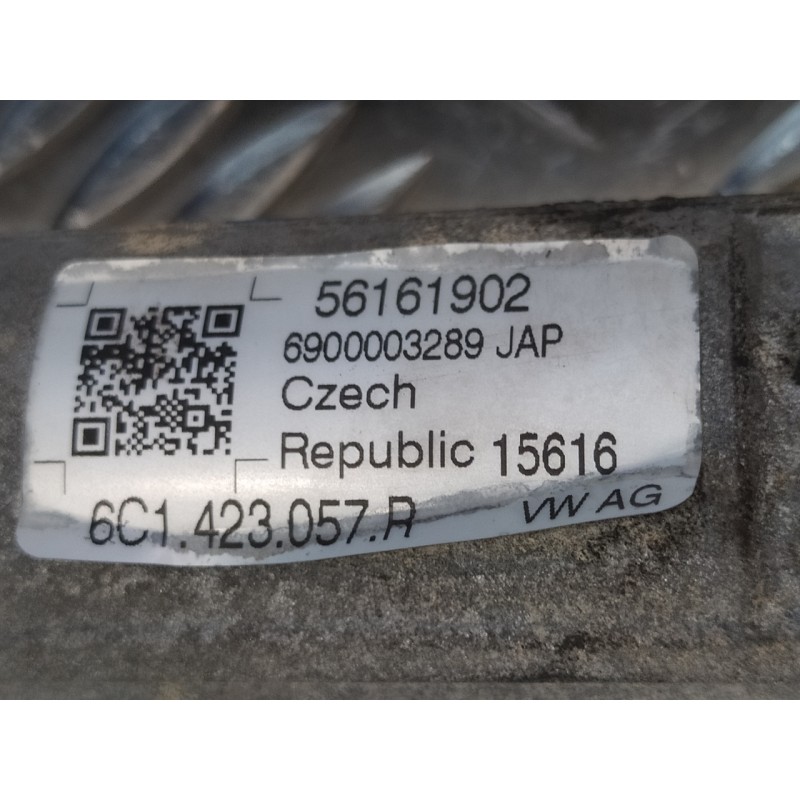 56161902
6900003289 JAP
Czech
Republic 15616
6C1.423.057.R VW AG